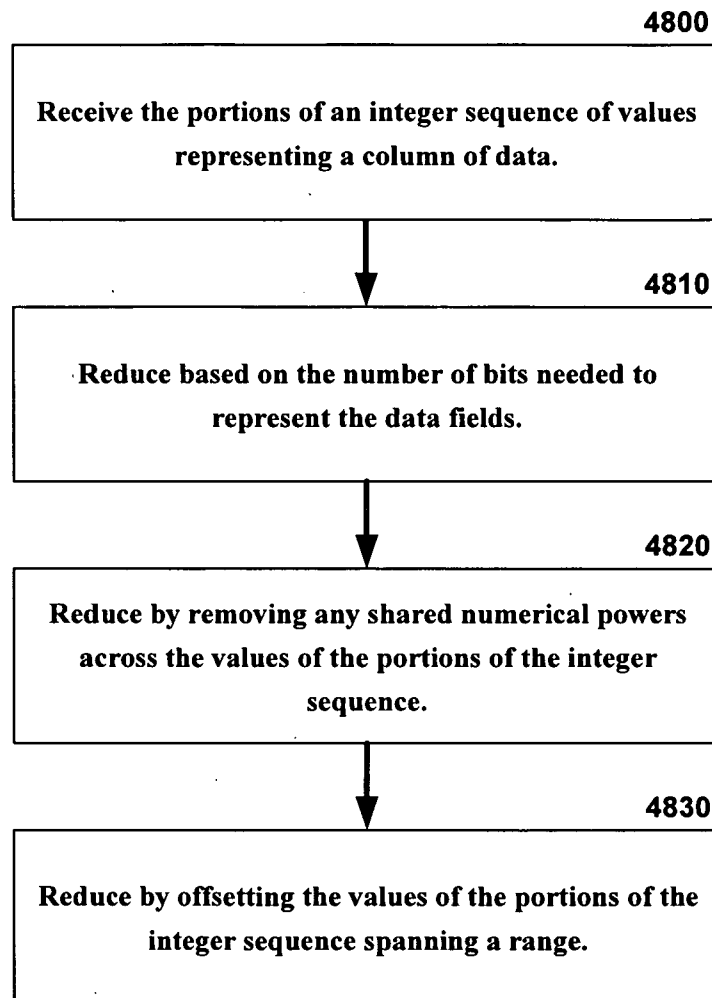 4800
Receive the portions of an integer sequence of values
representing a column of data.
4810
Reduce based on the number of bits needed to
represent the data fields.
4820
Reduce by removing any shared numerical powers
across the values of the portions of the integer
sequence.
4830
Reduce by offsetting the values of the portions of the
integer sequence spanning a range.